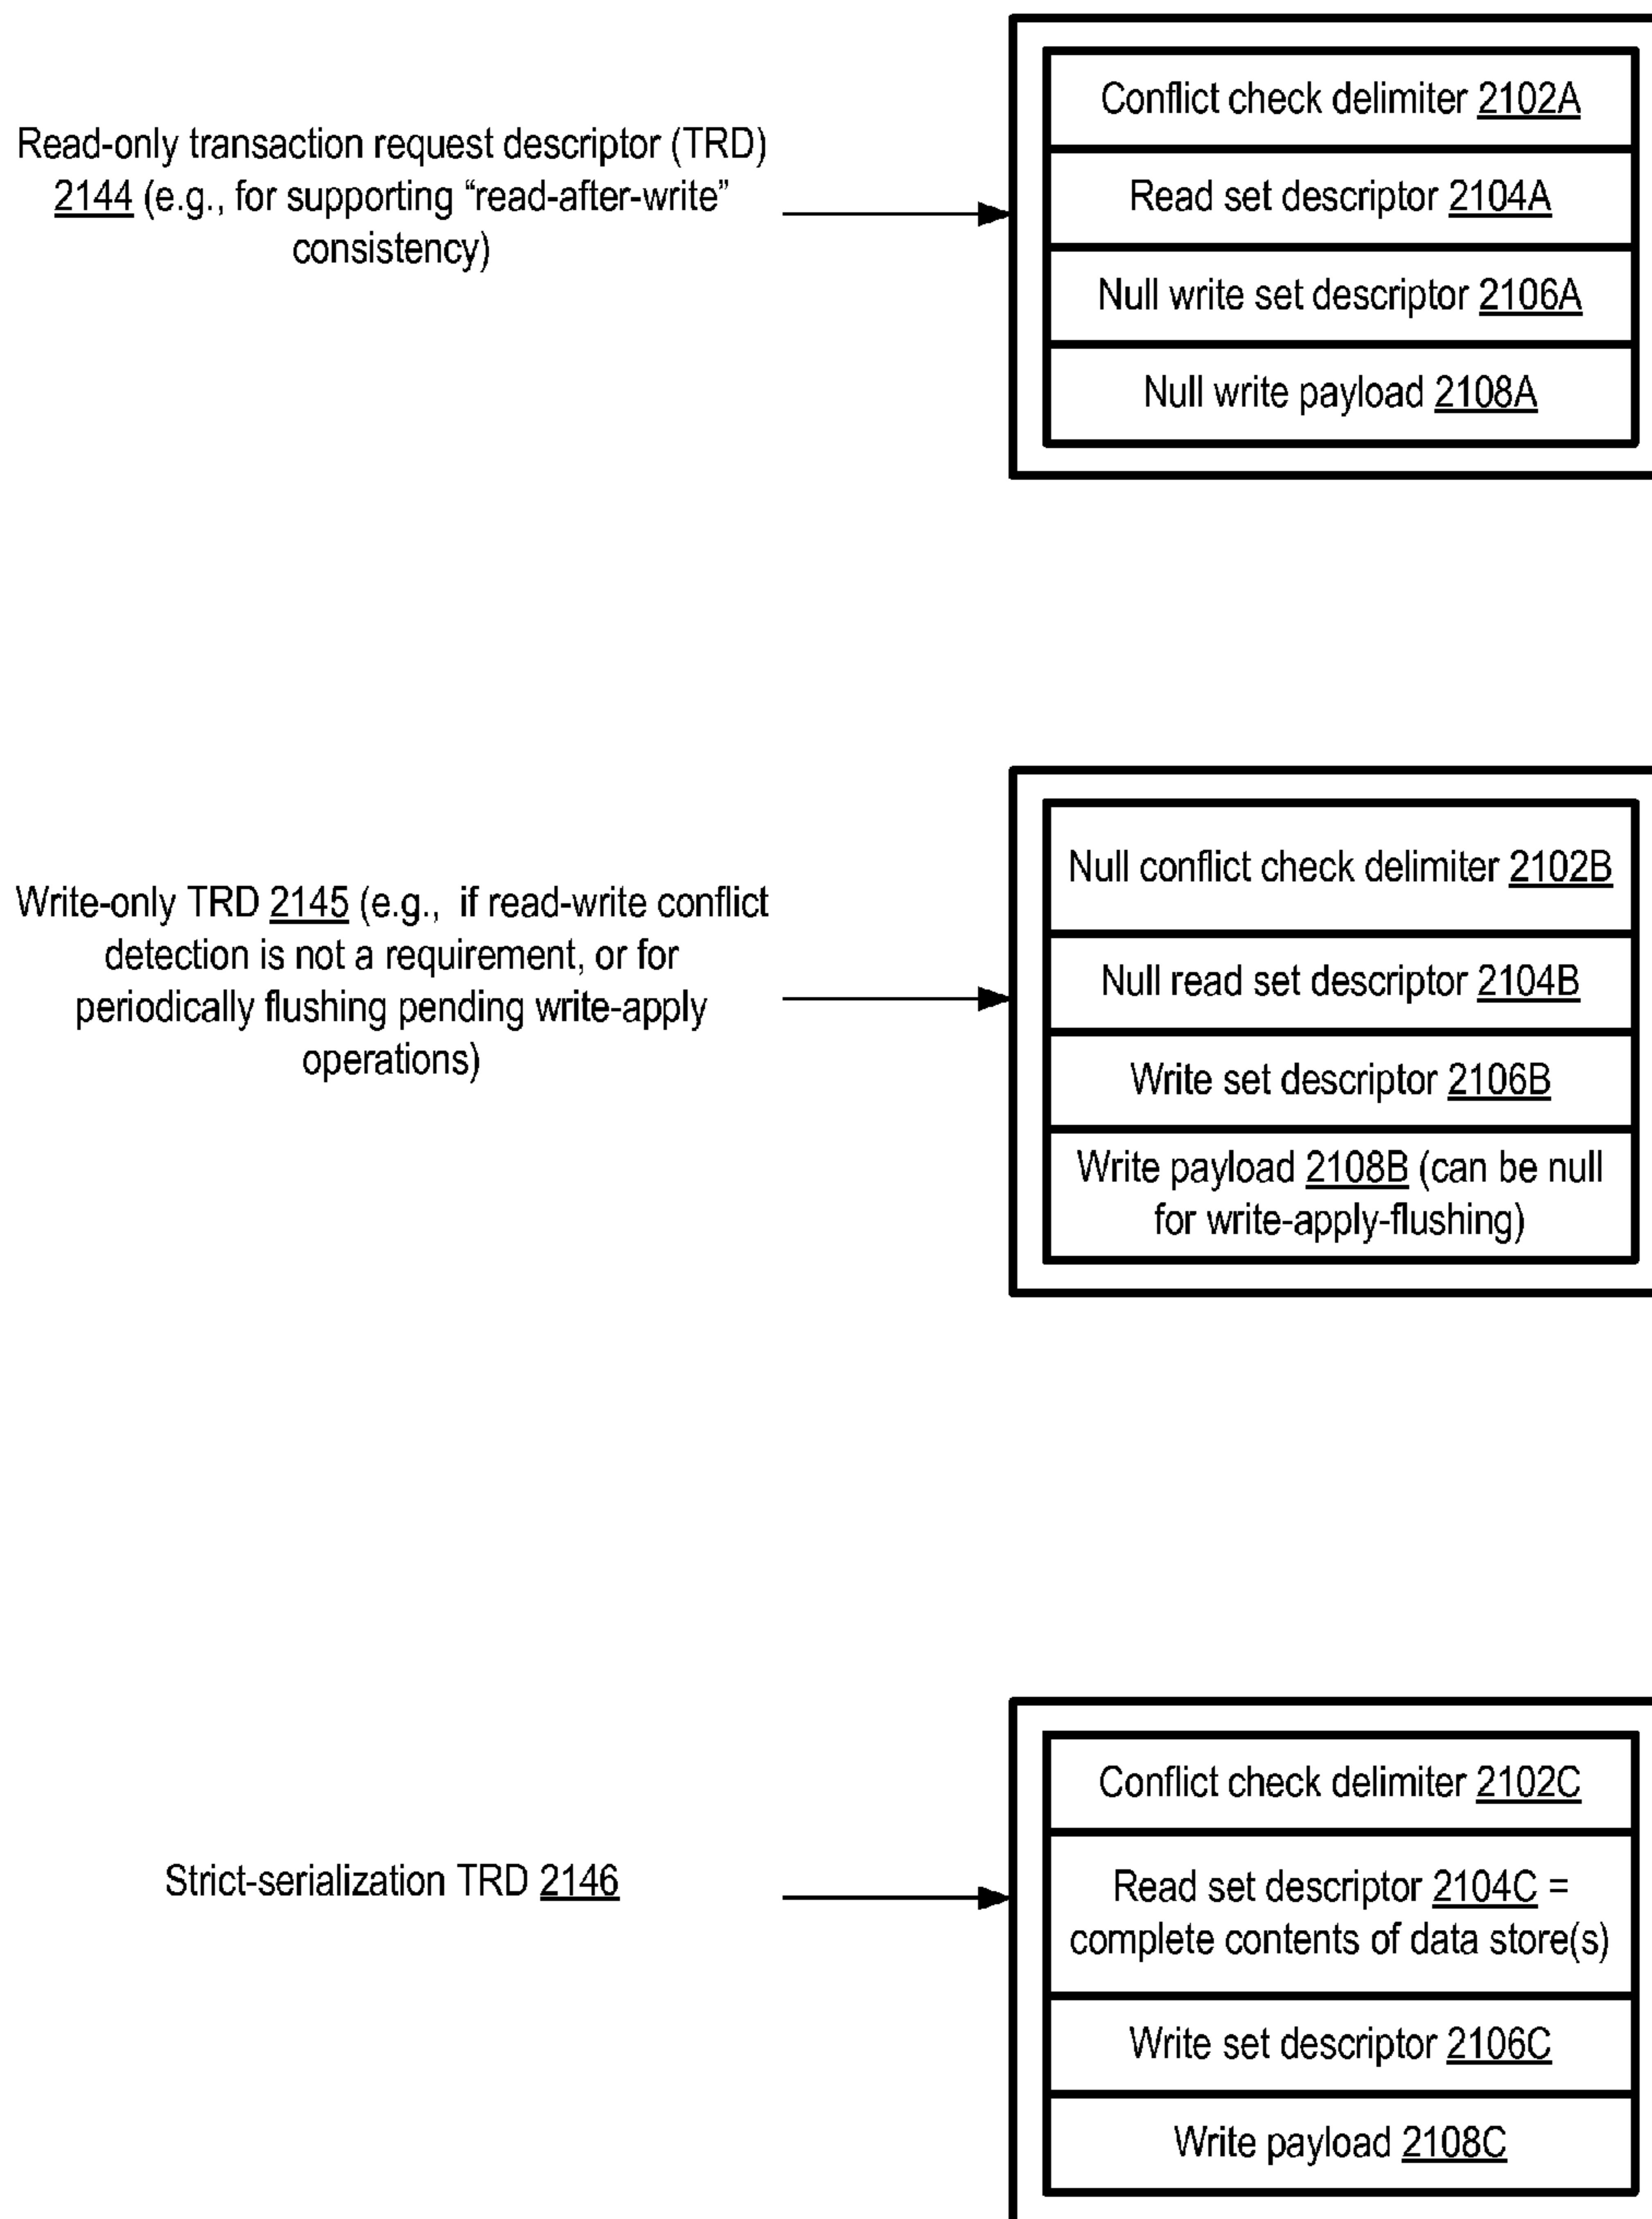 Read-only transaction request descriptor (TRD)
2144 (e.g., for supporting “read-after-write”
consistency)
Conflict check delimiter 2102A
Read set descriptor 2104A
Null write set descriptor 2106A
Null write payload 2108A
Write-only TRD 2145 (e.g., if read-write conflict
detection is not a requirement, or for
periodically flushing pending write-apply
operations)
Null conflict check delimiter 2102B
Null read set descriptor 2104B
Write set descriptor 2106B
Write payload 2108B (can be null
for write-apply-flushing)
Strict-serialization TRD 2146
Conflict check delimiter 2102C
Read set descriptor 2104C =
complete contents of data store(s)
Write set descriptor 2106C
Write payload 2108C